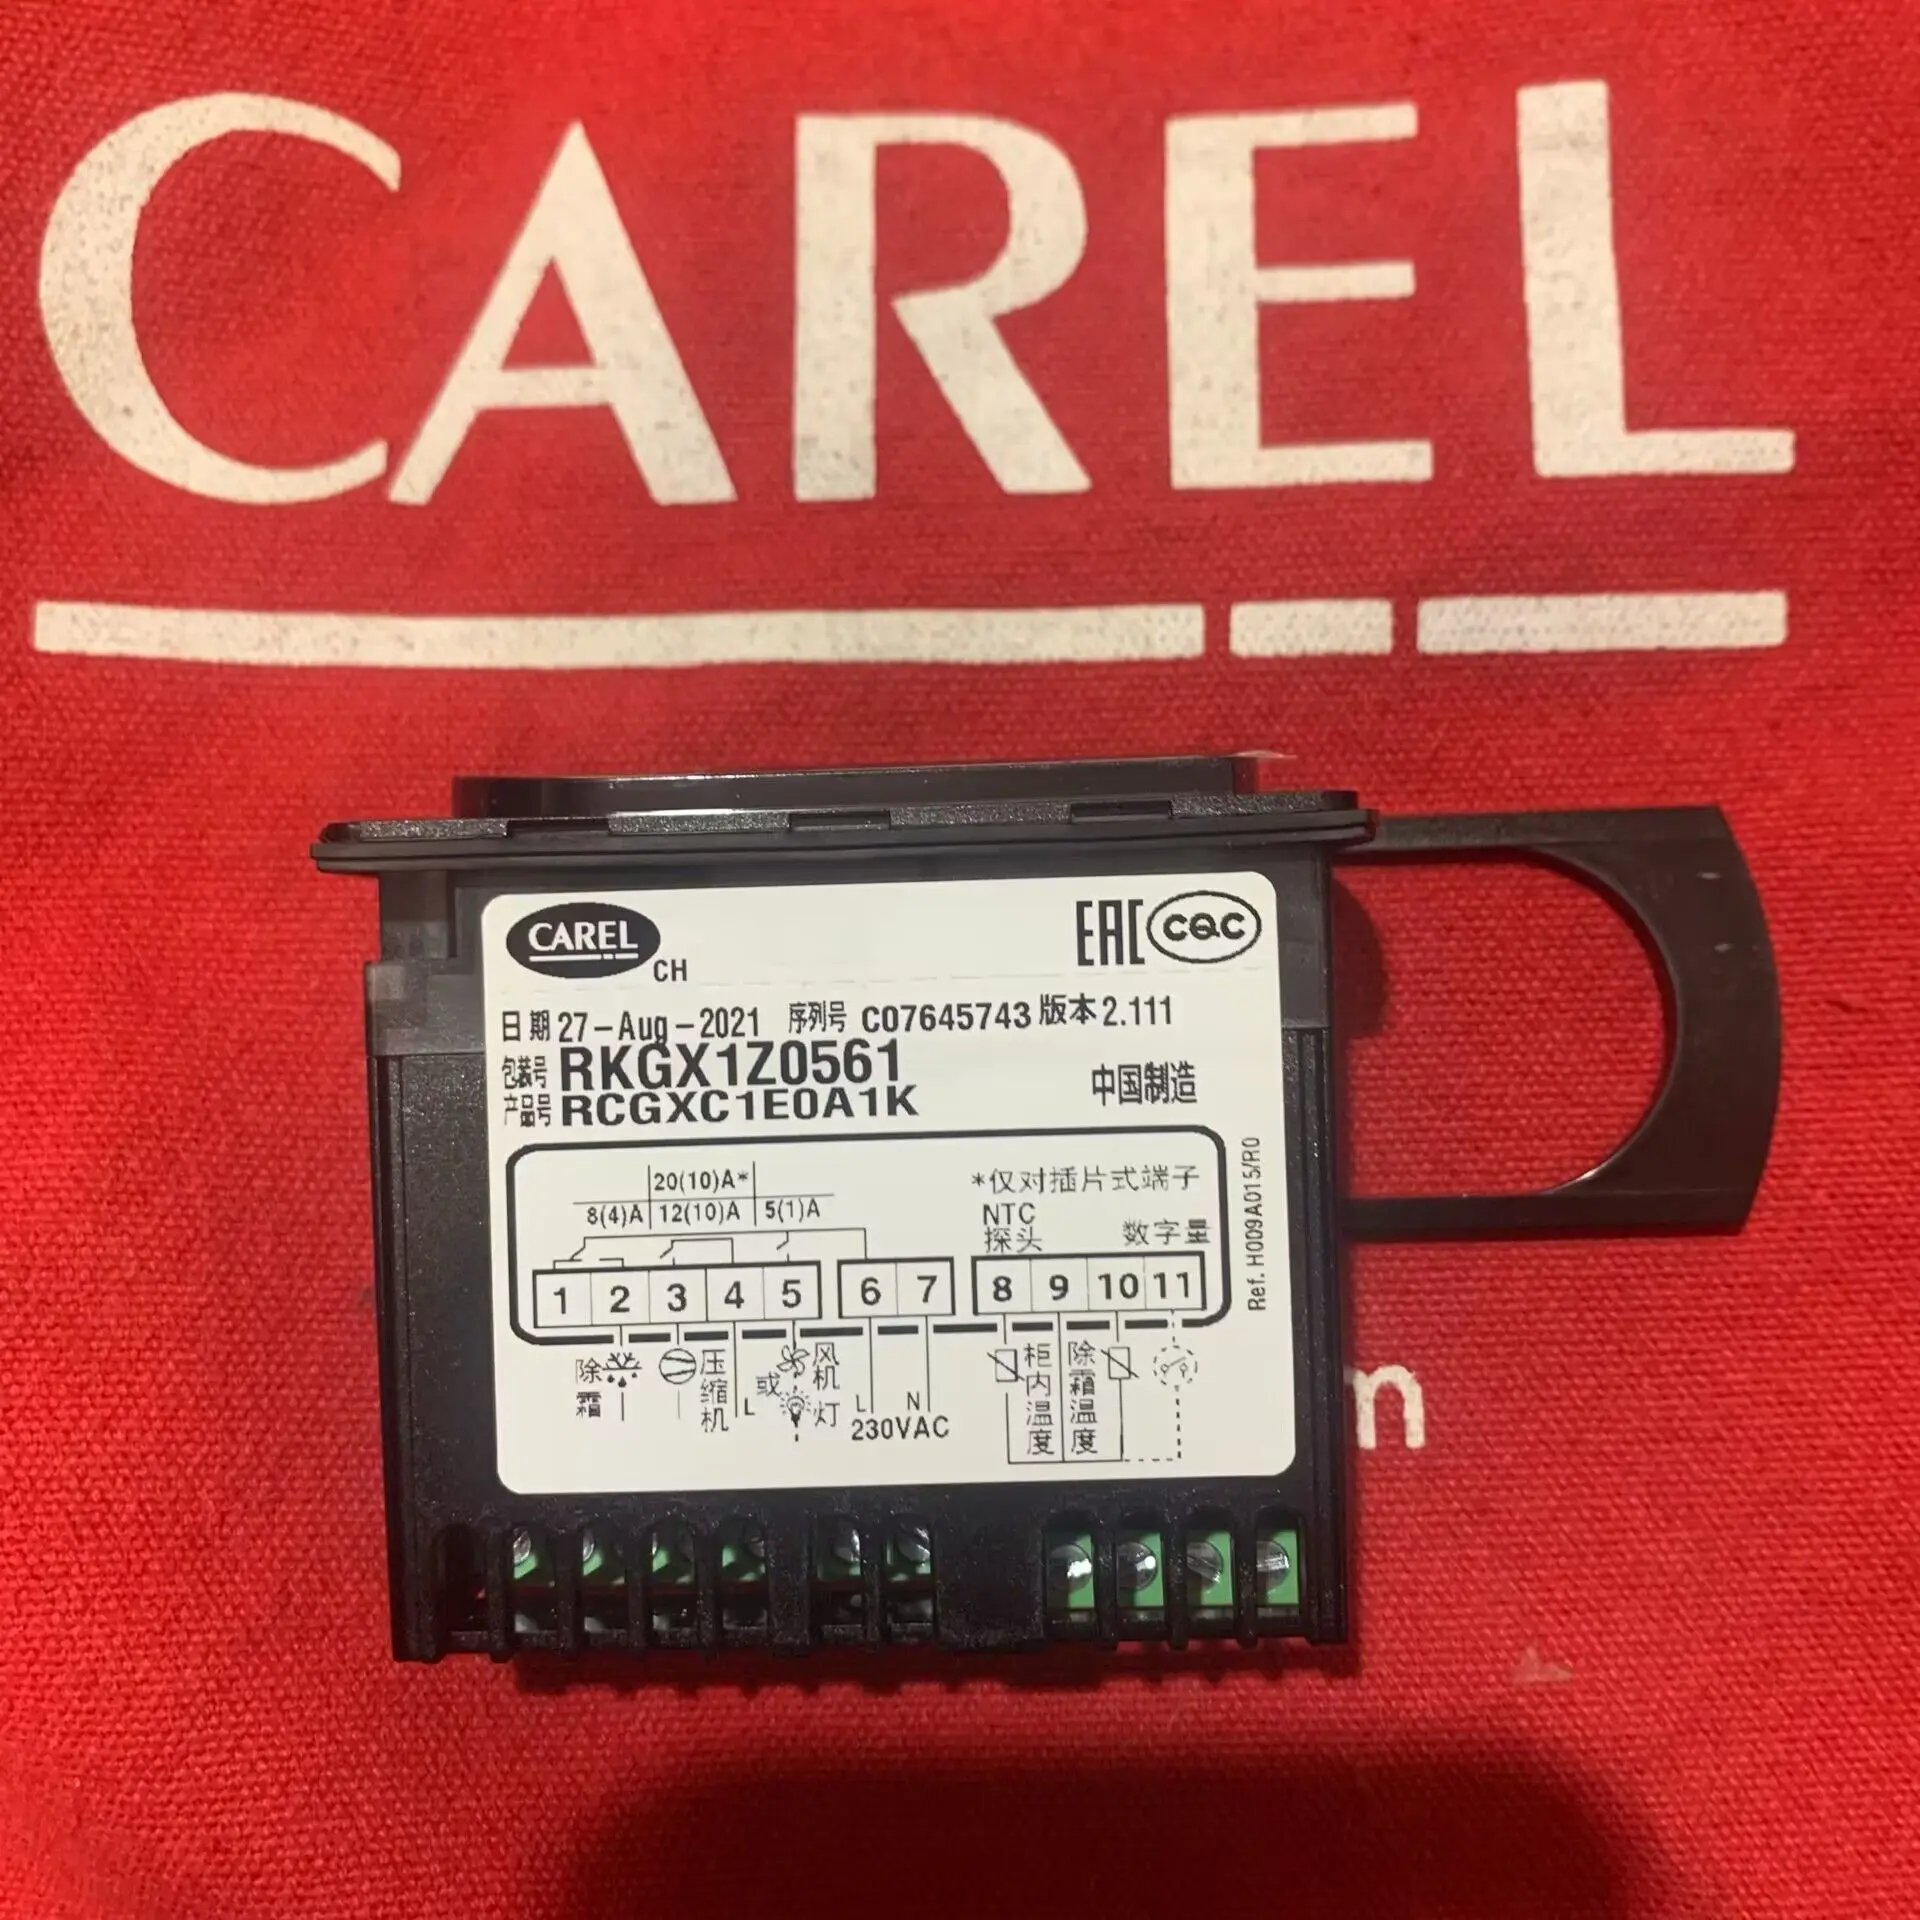 CAREL
CAREL
CH
EAC
CQC
日期 27-Aug-2021 序列号 C07645743 版本2.111
包装号 RKGX1Z0561
产品号 RCGXC1E0A1K
中国制造
20(10)A*
8(4)A 12(10)A 5(1)A
*仅对插片式端子
NTC
探头 数字量
1 2 3 4 5 6 7 8 9 10 11
除霜
压缩机
L
或
风机
灯
L N
230VAC
柜内温度
除霜温度
Ref. H009A015/R0
n